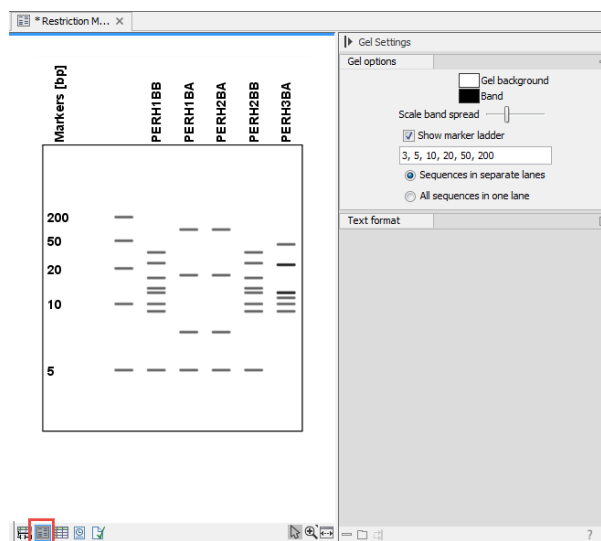 * Restriction M... ×
Gel Settings
Gel options
Gel background
Band
Scale band spread
Show marker ladder
3, 5, 10, 20, 50, 200
Sequences in separate lanes
All sequences in one lane
Text format
Markers [bp]
PERH1BB
PERH1BA
PERH2BA
PERH2BB
PERH3BA
200
50
20
10
5
?